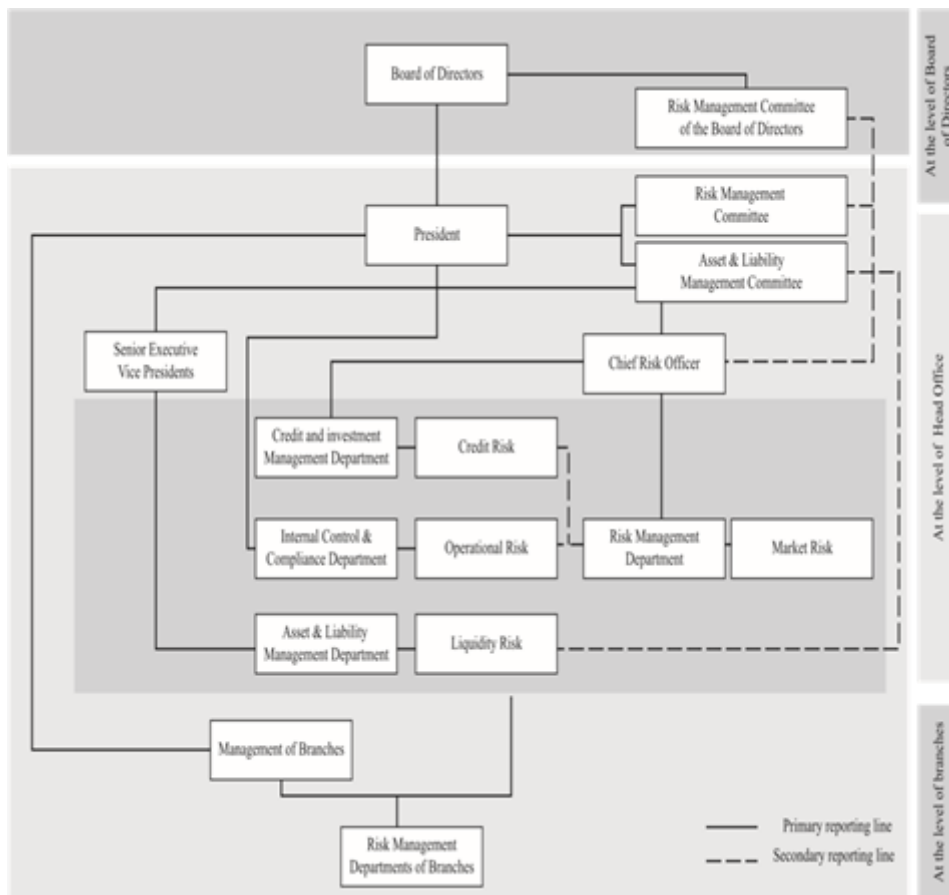 Board of Directors
Risk Management Committee
of the Board of Directors
At the level of Board
of Directors
Risk Management
Committee
President
Asset & Liability
Management Committee
Senior Executive
Vice Presidents
Chief Risk Officer
At the level of Head Office
Credit and investment
Management Department
Credit Risk
Internal Control &
Compliance Department
Operational Risk
Risk Management
Department
Market Risk
Asset & Liability
Management Department
Liquidity Risk
Management of Branches
Risk Management
Departments of Branches
Primary reporting line
Secondary reporting line
At the level of branches